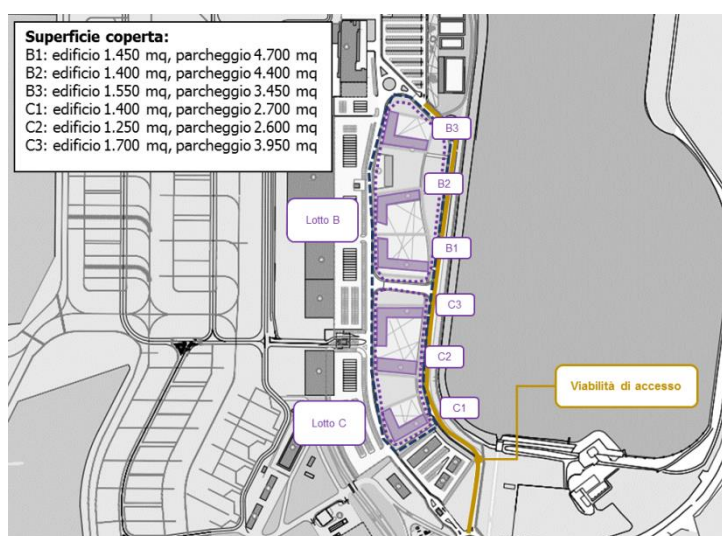 Superficie coperta:
B1: edificio 1.450 mq, parcheggio 4.700 mq
B2: edificio 1.400 mq, parcheggio 4.400 mq
B3: edificio 1.550 mq, parcheggio 3.450 mq
C1: edificio 1.400 mq, parcheggio 2.700 mq
C2: edificio 1.250 mq, parcheggio 2.600 mq
C3: edificio 1.700 mq, parcheggio 3.950 mq
B3
B2
Lotto B
B1
C3
C2
Viabilità di accesso
C1
Lotto C